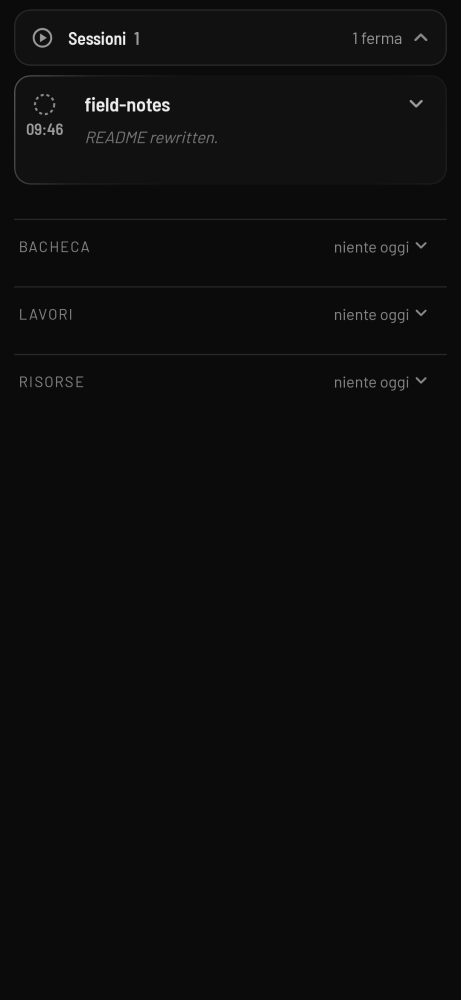 Sessioni 1 1 ferma
field-notes
09:46
README rewritten.
BACHECA niente oggi
LAVORI niente oggi
RISORSE niente oggi